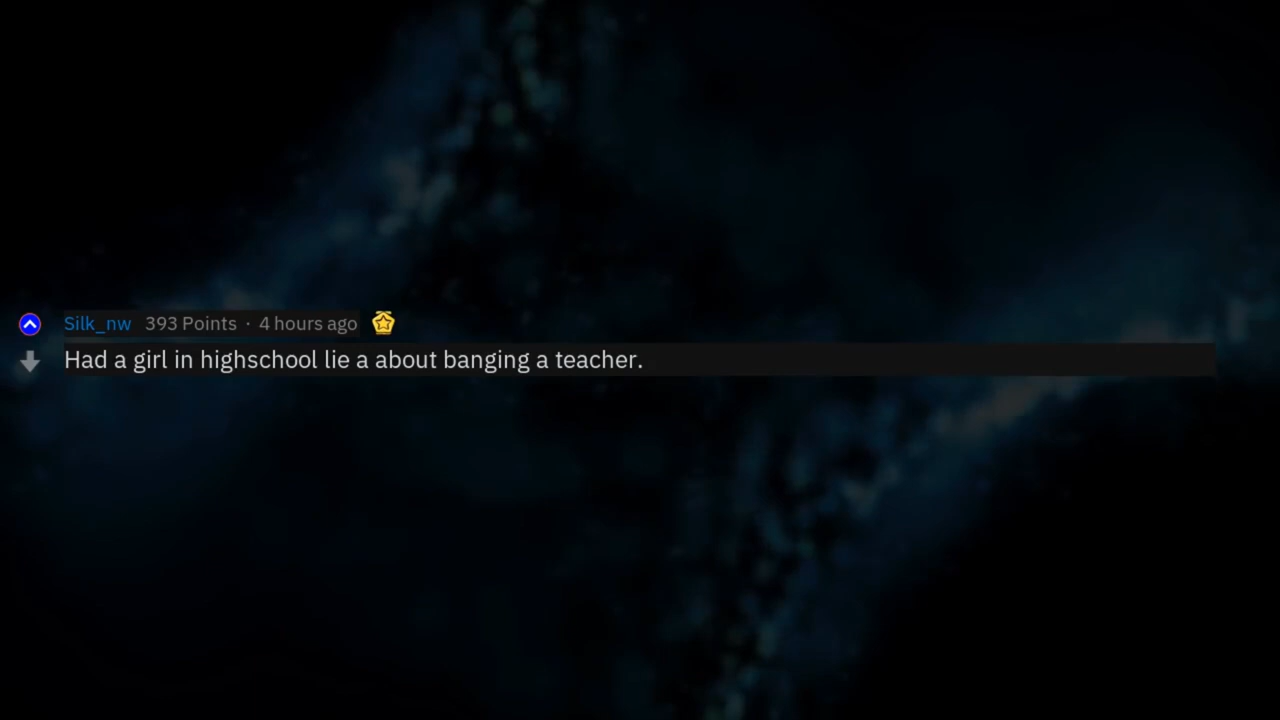 Silk_nw 393 Points · 4 hours ago
Had a girl in highschool lie a about banging a teacher.